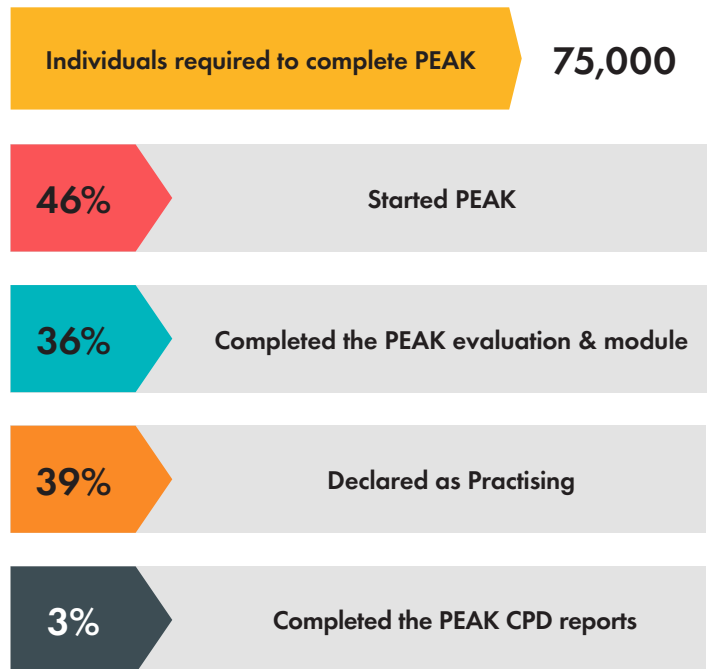 Individuals required to complete PEAK 75,000
46% Started PEAK
36% Completed the PEAK evaluation & module
39% Declared as Practising
3% Completed the PEAK CPD reports